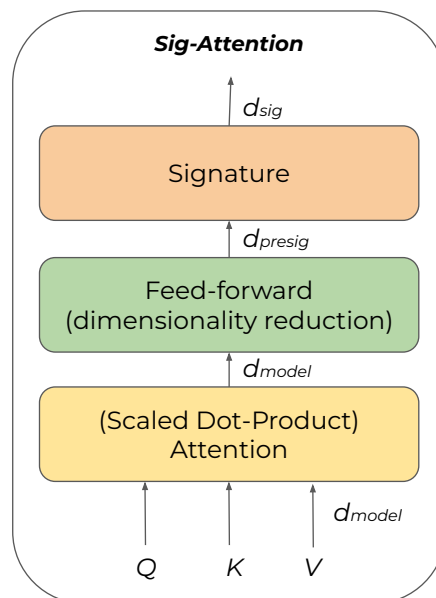 Sig-Attention
dsig
Signature
dpresig
Feed-forward
(dimensionality reduction)
dmodel
(Scaled Dot-Product)
Attention
dmodel
Q K V